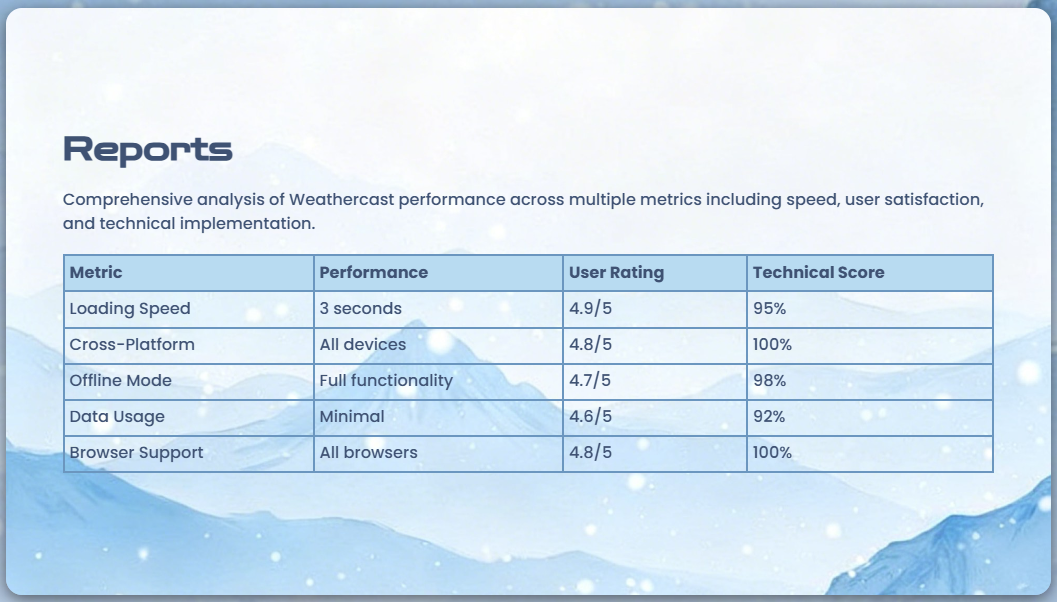 Reports
Comprehensive analysis of Weathercast performance across multiple metrics including speed, user satisfaction,
and technical implementation.
Metric Performance User Rating Technical Score
Loading Speed 3 seconds 4.9/5 95%
Cross-Platform All devices 4.8/5 100%
Offline Mode Full functionality 4.7/5 98%
Data Usage Minimal 4.6/5 92%
Browser Support All browsers 4.8/5 100%